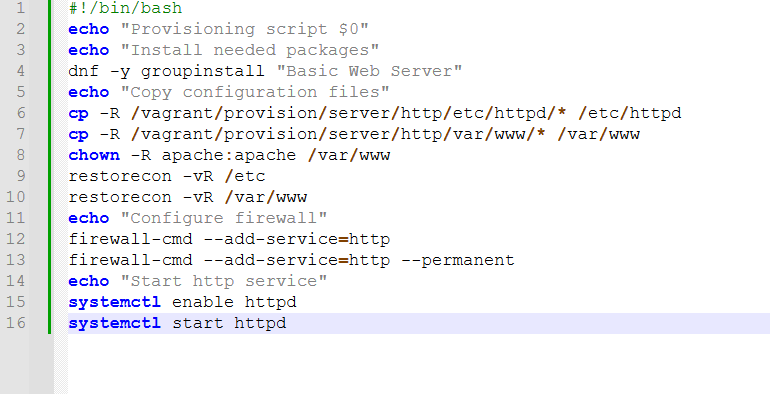 1 #!/bin/bash
2 echo "Provisioning script $0"
3 echo "Install needed packages"
4 dnf -y groupinstall "Basic Web Server"
5 echo "Copy configuration files"
6 cp -R /vagrant/provision/server/http/etc/httpd/* /etc/httpd
7 cp -R /vagrant/provision/server/http/var/www/* /var/www
8 chown -R apache:apache /var/www
9 restorecon -vR /etc
10 restorecon -vR /var/www
11 echo "Configure firewall"
12 firewall-cmd --add-service=http
13 firewall-cmd --add-service=http --permanent
14 echo "Start http service"
15 systemctl enable httpd
16 systemctl start httpd